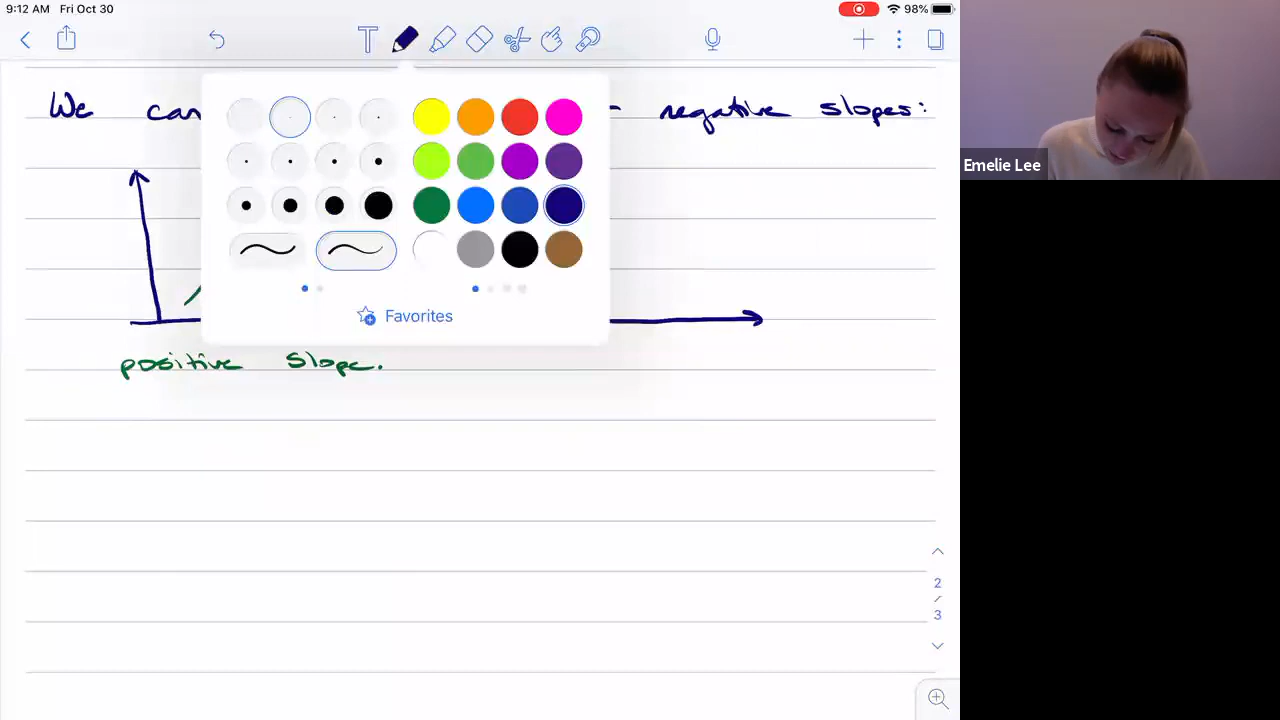 9:12 AM Fri Oct 30
98%
T
We can negative slopes:
Emelie Lee
Favorites
positive slope.
2
/
3